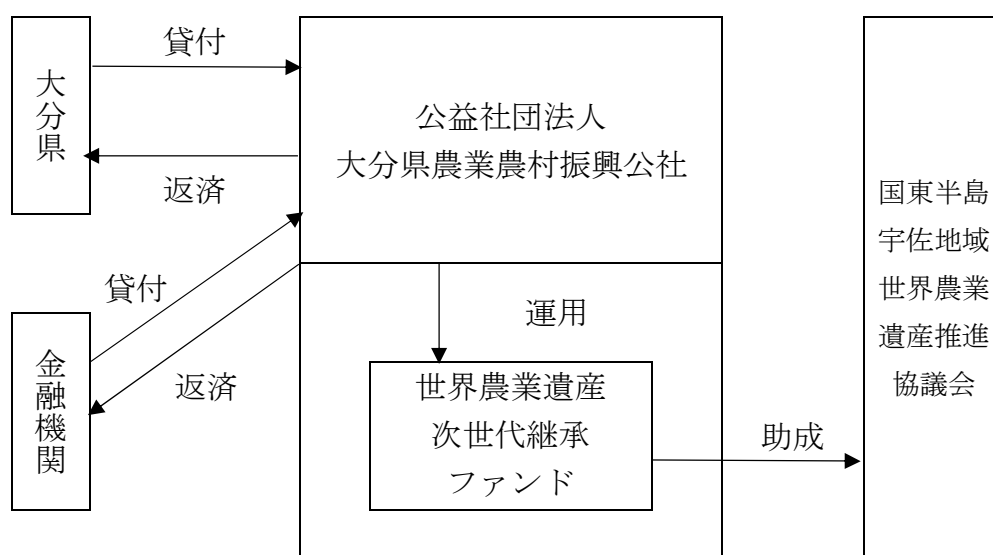 大分県
貸付
返済
公益社団法人
大分県農業農村振興公社
貸付
返済
金融機関
運用
世界農業遺産
次世代継承
ファンド
助成
国東半島
宇佐地域
世界農業
遺産推進
協議会